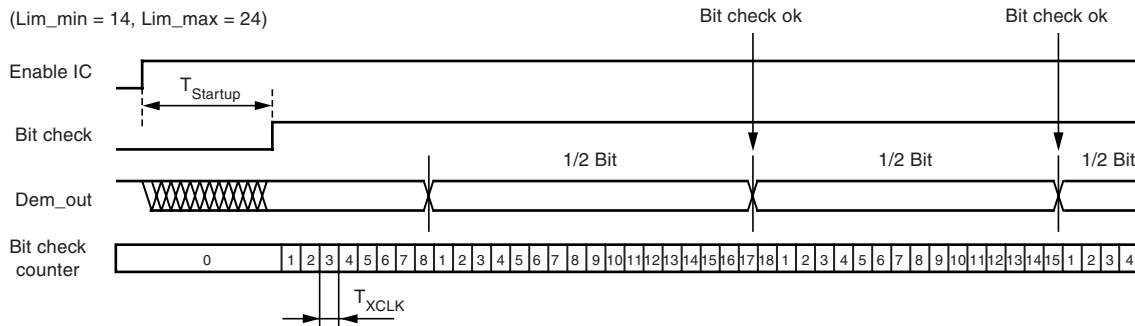 (Lim_min = 14, Lim_max = 24)
Bit check ok
Bit check ok
Enable IC
T_Startup
Bit check
1/2 Bit
1/2 Bit
1/2 Bit
Dem_out
Bit check
counter
0 1 2 3 4 5 6 7 8 1 2 3 4 5 6 7 8 9 10 11 12 13 14 15 16 17 18 1 2 3 4 5 6 7 8 9 10 11 12 13 14 15 1 2 3 4
T_XCLK